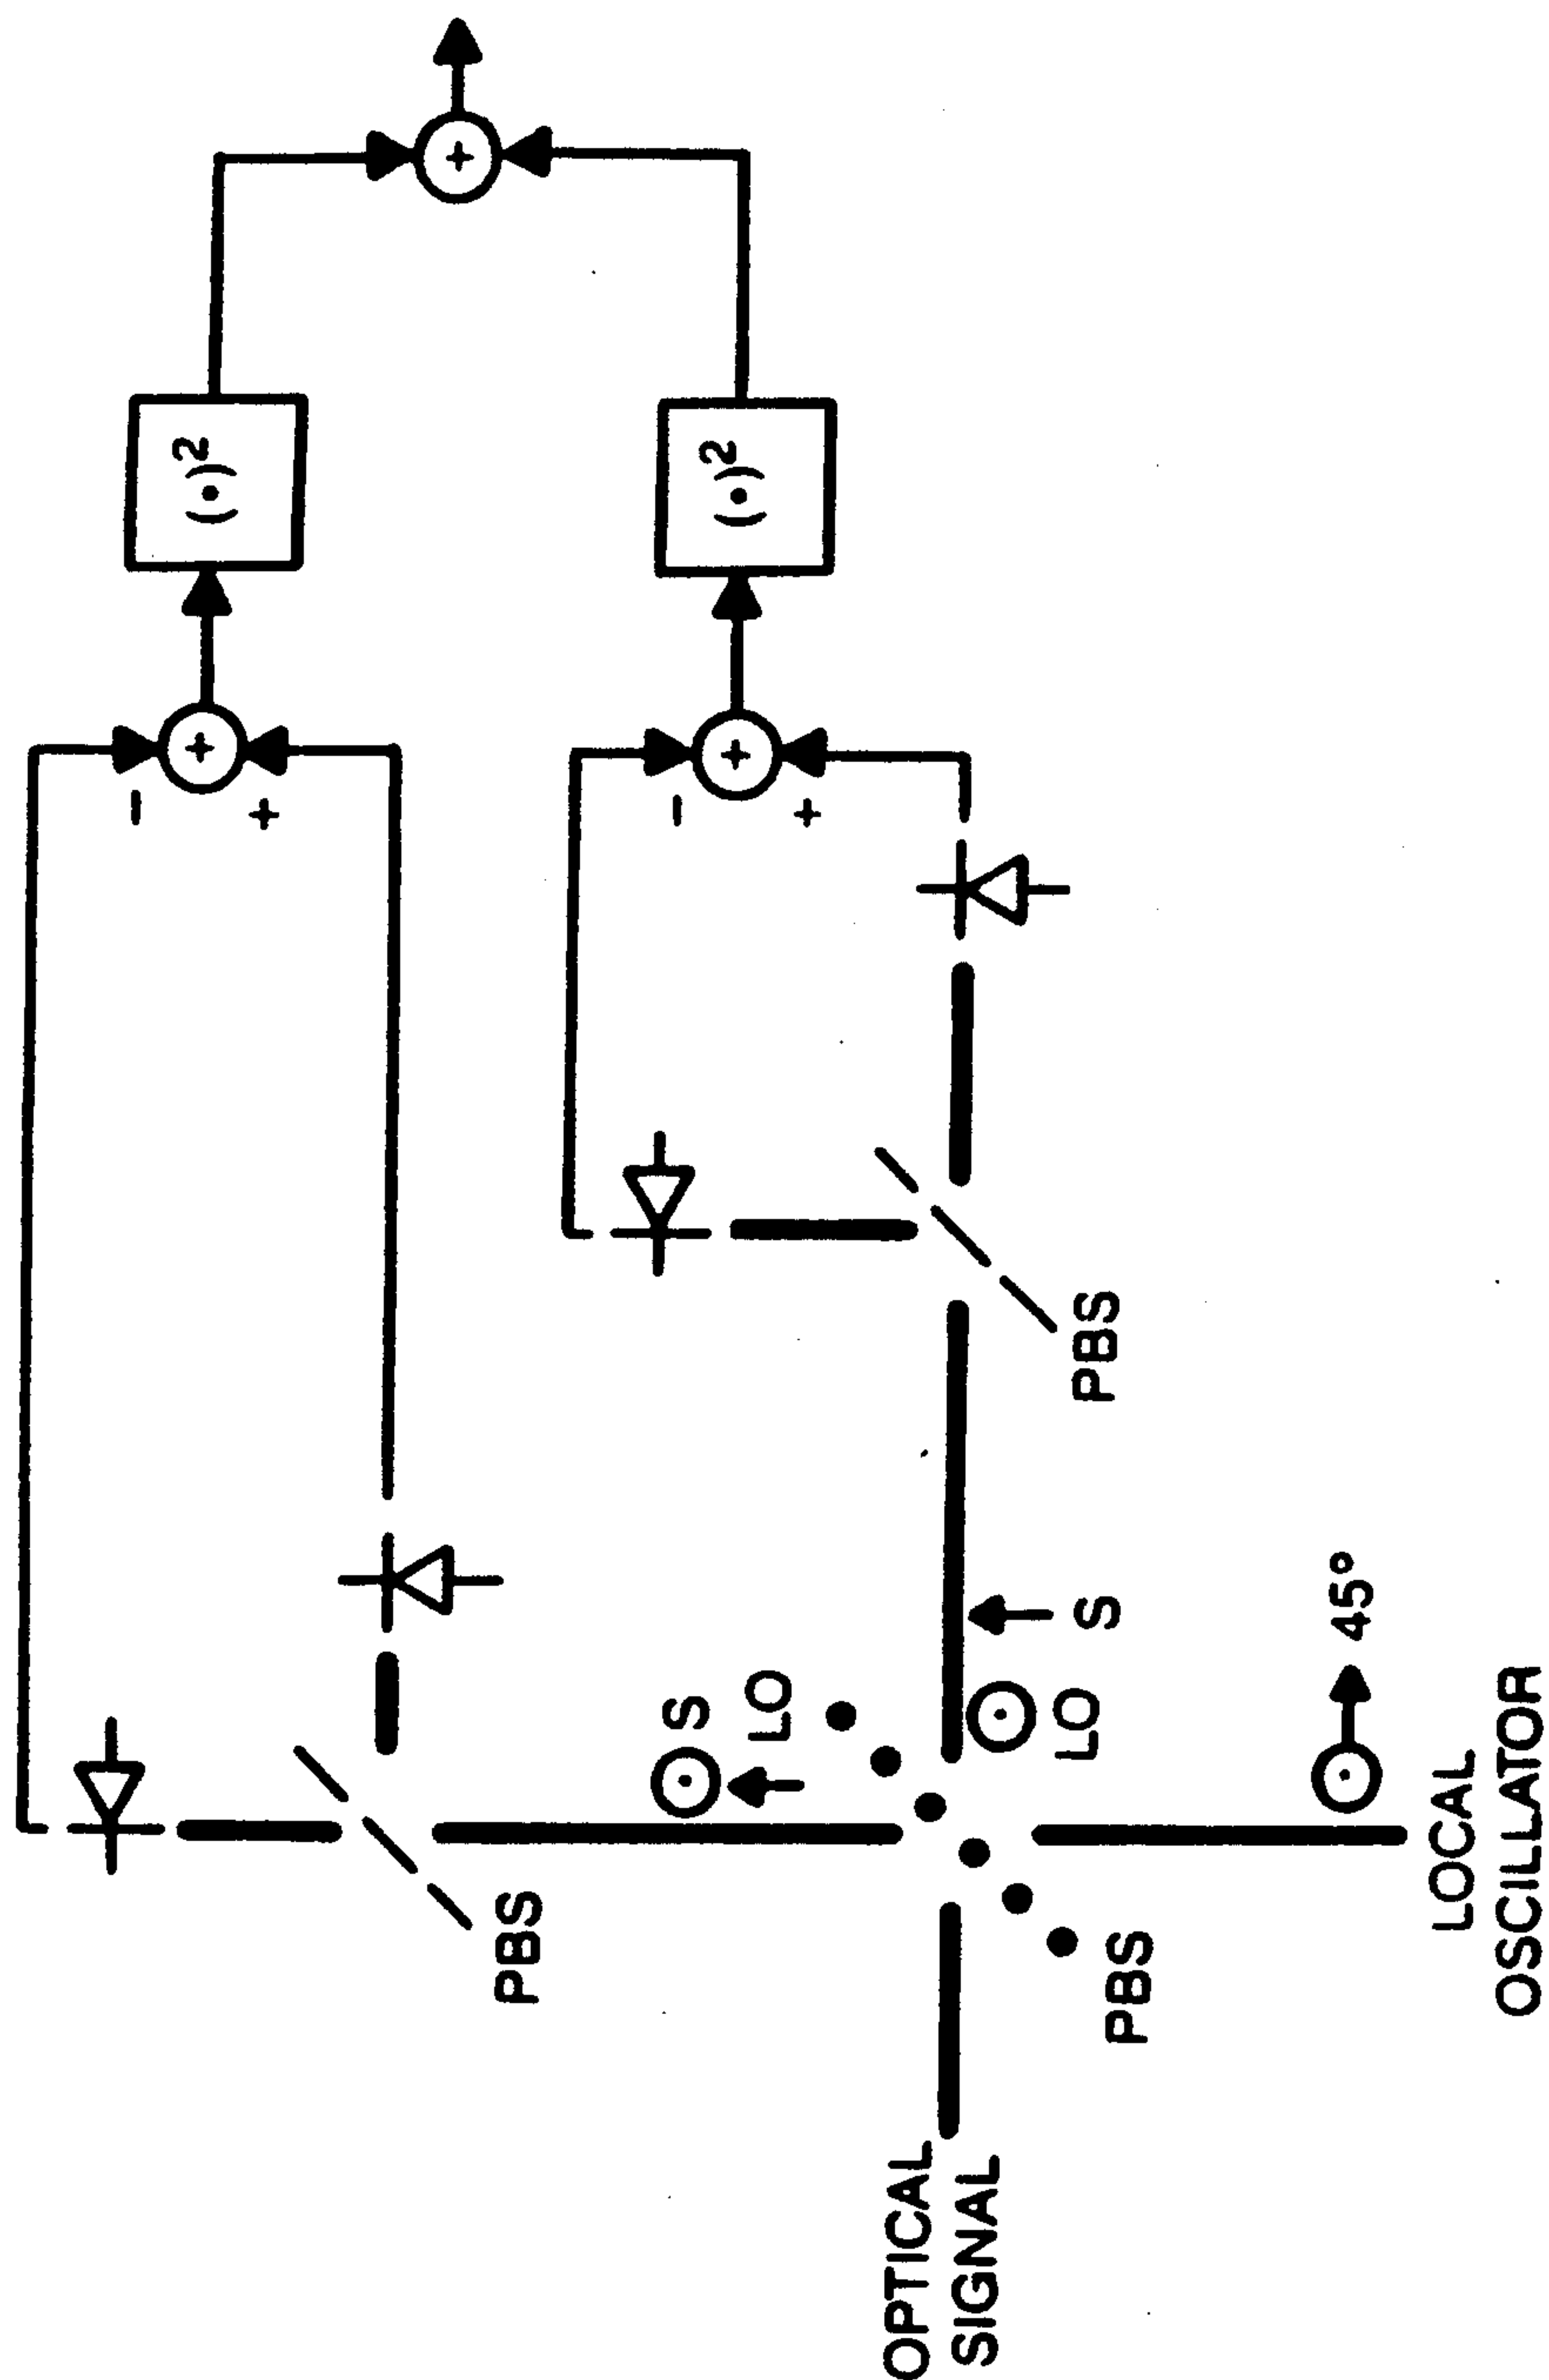 OPTICAL
SIGNAL
LOCAL
OSCILLATOR
45°
PBS
LO
S
S
LO
PBS
PBS
-
+
+
-
+
+
(•)²
(•)²
+